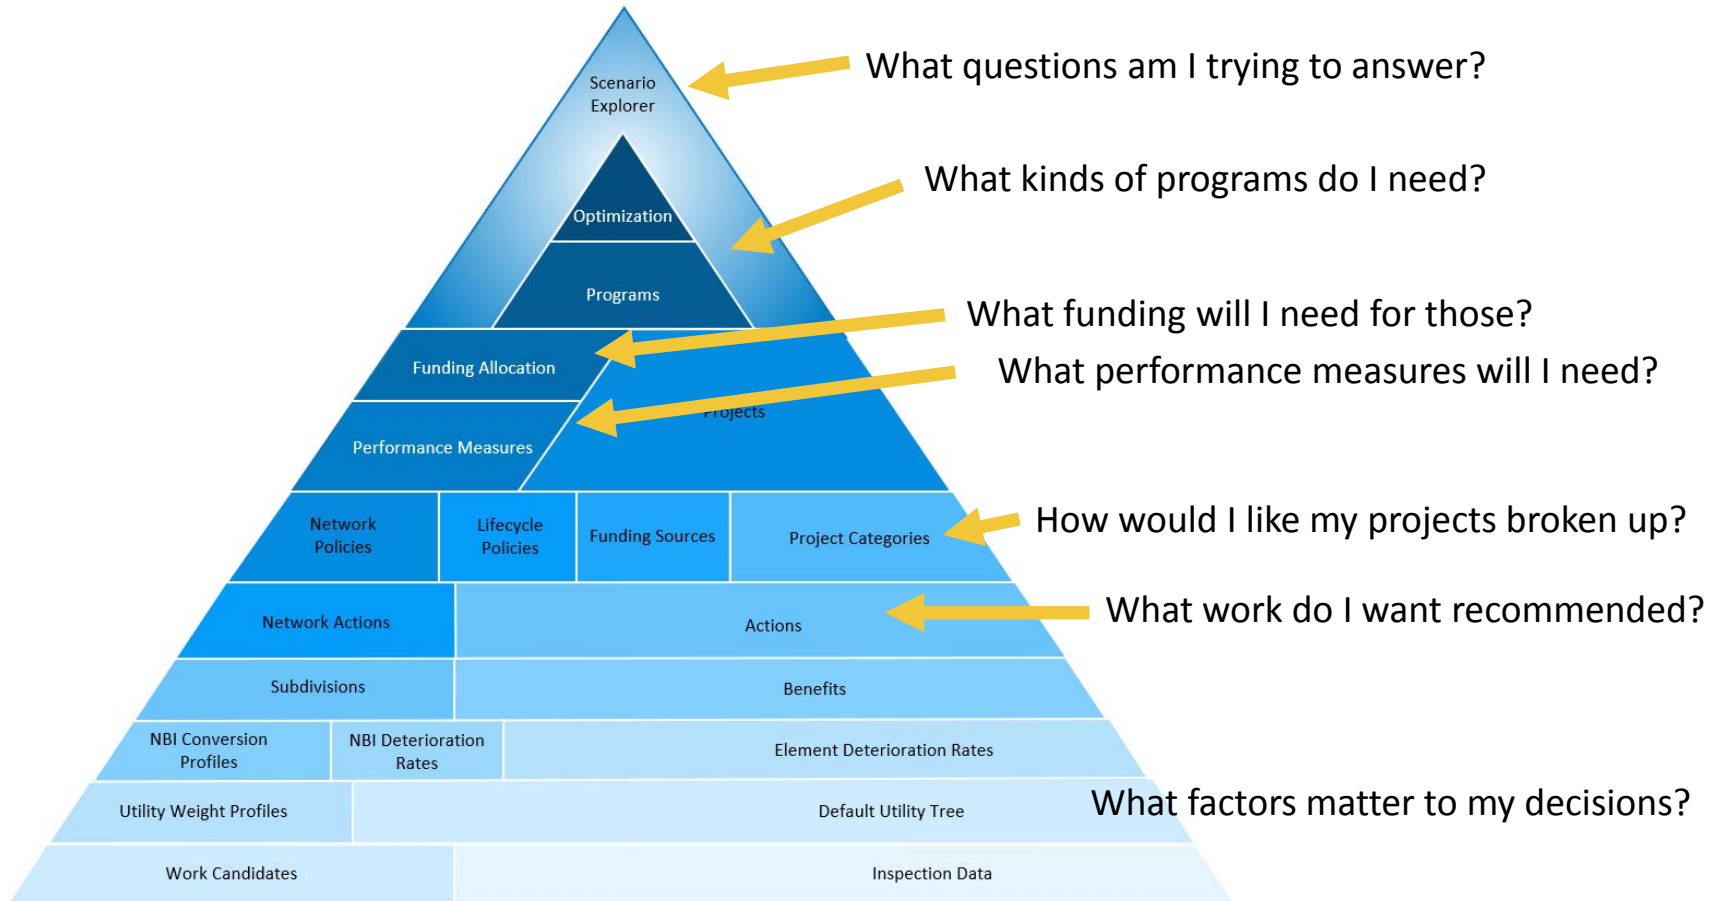 What questions am I trying to answer?
Scenario
Explorer
What kinds of programs do I need?
Optimization
Programs
What funding will I need for those?
Funding Allocation
What performance measures will I need?
Projects
Performance Measures
Network
Policies
Lifecycle
Policies
Funding Sources
Project Categories
How would I like my projects broken up?
Network Actions
Actions
What work do I want recommended?
Subdivisions
Benefits
NBI Conversion
Profiles
NBI Deterioration
Rates
Element Deterioration Rates
Utility Weight Profiles
Default Utility Tree
What factors matter to my decisions?
Work Candidates
Inspection Data